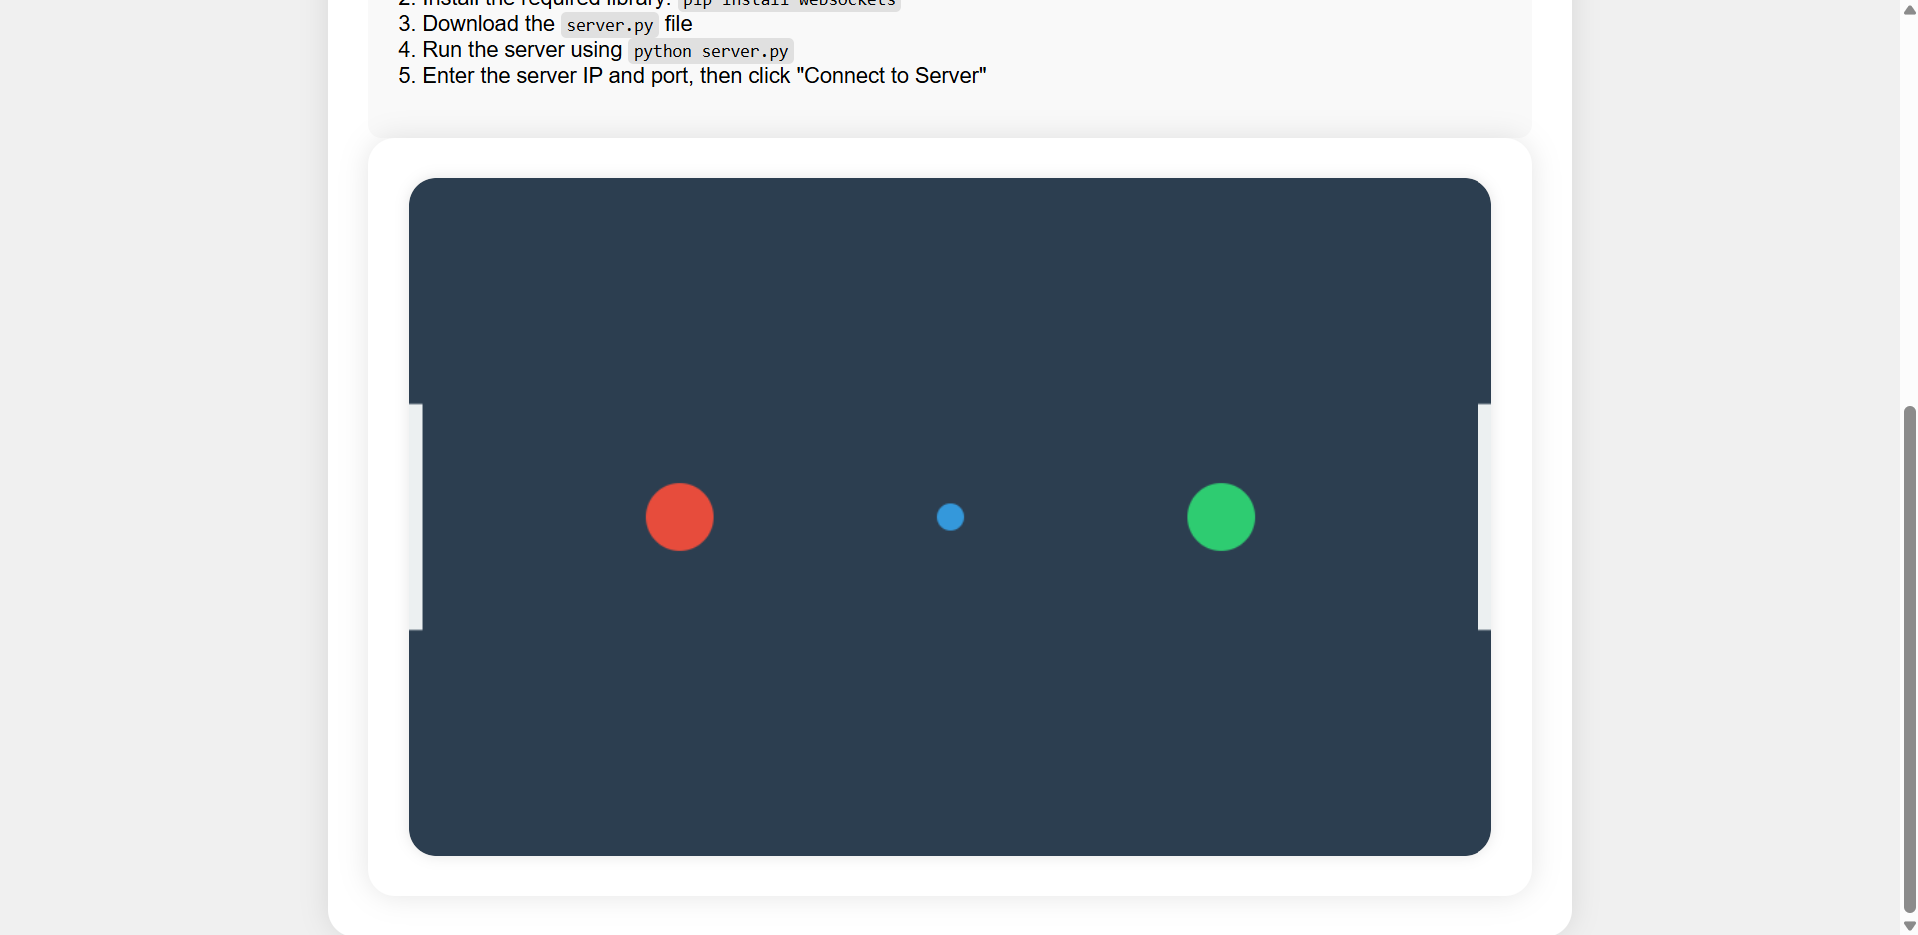 2. Install the required library: pip install websockets
3. Download the server.py file
4. Run the server using python server.py
5. Enter the server IP and port, then click "Connect to Server"